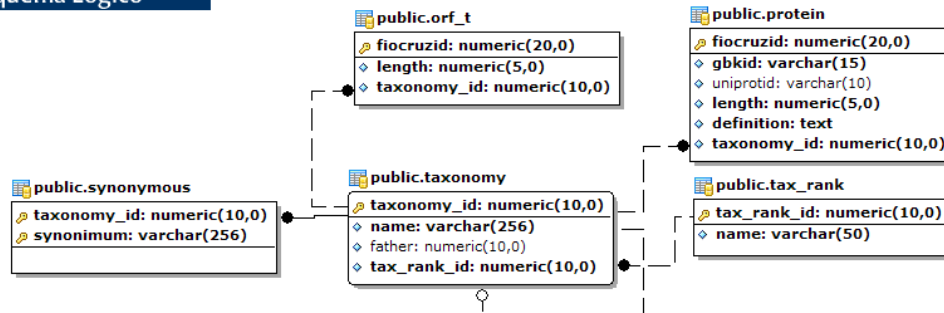 quema Lógico
public.orf_t
fiocruzid: numeric(20,0)
length: numeric(5,0)
taxonomy_id: numeric(10,0)
public.protein
fiocruzid: numeric(20,0)
gbkid: varchar(15)
uniprotid: varchar(10)
length: numeric(5,0)
definition: text
taxonomy_id: numeric(10,0)
public.synonymous
taxonomy_id: numeric(10,0)
synonimum: varchar(256)
public.taxonomy
taxonomy_id: numeric(10,0)
name: varchar(256)
father: numeric(10,0)
tax_rank_id: numeric(10,0)
public.tax_rank
tax_rank_id: numeric(10,0)
name: varchar(50)